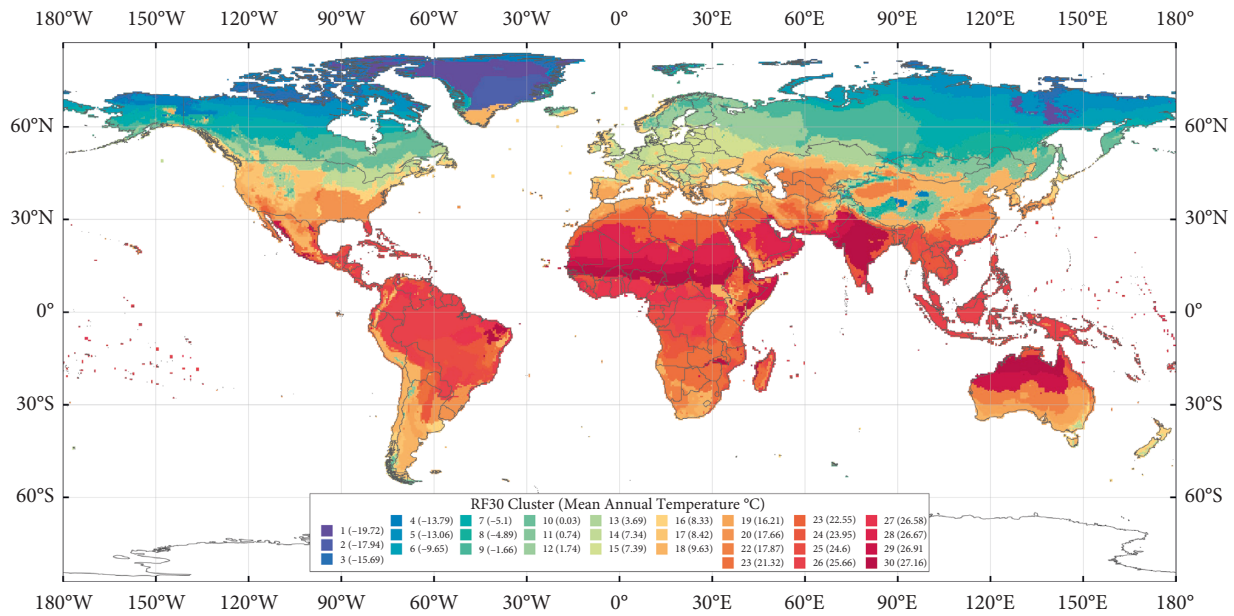 180°W 150°W 120°W 90°W 60°W 30°W 0° 30°E 60°E 90°E 120°E 150°E 180°
60°N 60°N
30°N 30°N
0° 0°
30°S 30°S
60°S 60°S
RF30 Cluster (Mean Annual Temperature °C)
4 (−13.79) 7 (−5.1) 10 (0.03) 13 (3.69) 16 (8.33) 19 (16.21) 23 (22.55) 27 (26.58)
1 (−19.72) 5 (−13.06) 8 (−4.89) 11 (0.74) 14 (7.34) 17 (8.42) 20 (17.66) 24 (23.95) 28 (26.67)
2 (−17.94) 6 (−9.65) 9 (−1.66) 12 (1.74) 15 (7.39) 18 (9.63) 22 (17.87) 25 (24.6) 29 (26.91)
3 (−15.69) 23 (21.32) 26 (25.66) 30 (27.16)
180°W 150°W 120°W 90°W 60°W 30°W 0° 30°E 60°E 90°E 120°E 150°E 180°